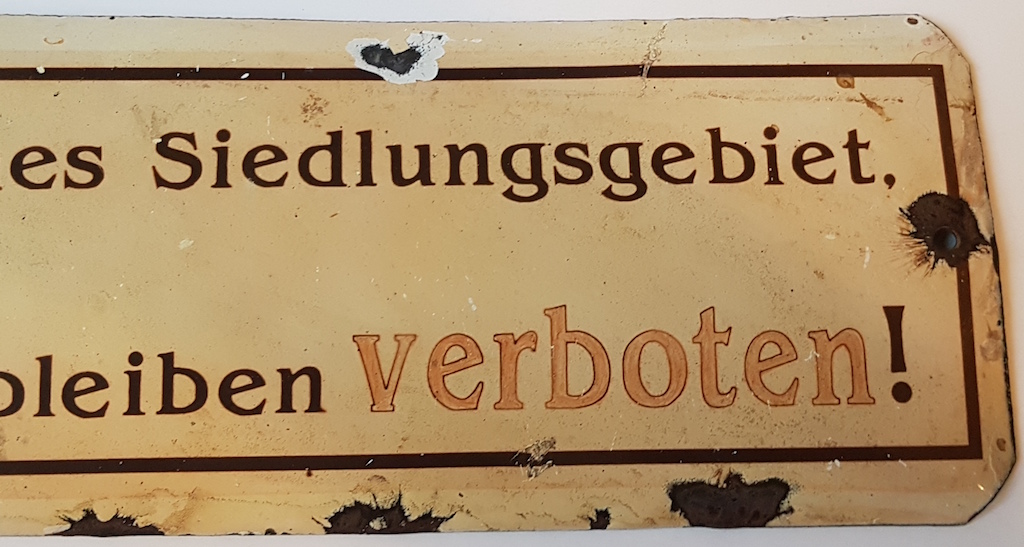 es Siedlungsgebiet,
bleiben verboten!